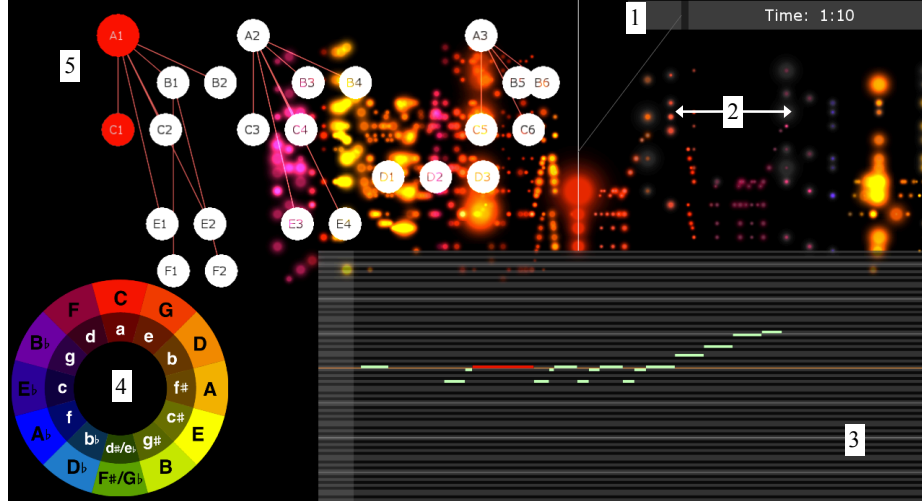 1
Time: 1:10
A1
A2
A3
5
B1
B2
B3
B4
B5
B6
2
C1
C2
C3
C4
C5
C6
D1
D2
D3
E1
E2
E3
E4
F1
F2
C
G
D
A
E
B
F#/G♭
D♭
A♭
E♭
B♭
F
a
e
b
f#
c#
g#
d#/e♭
b♭
f
c
g
d
4
3